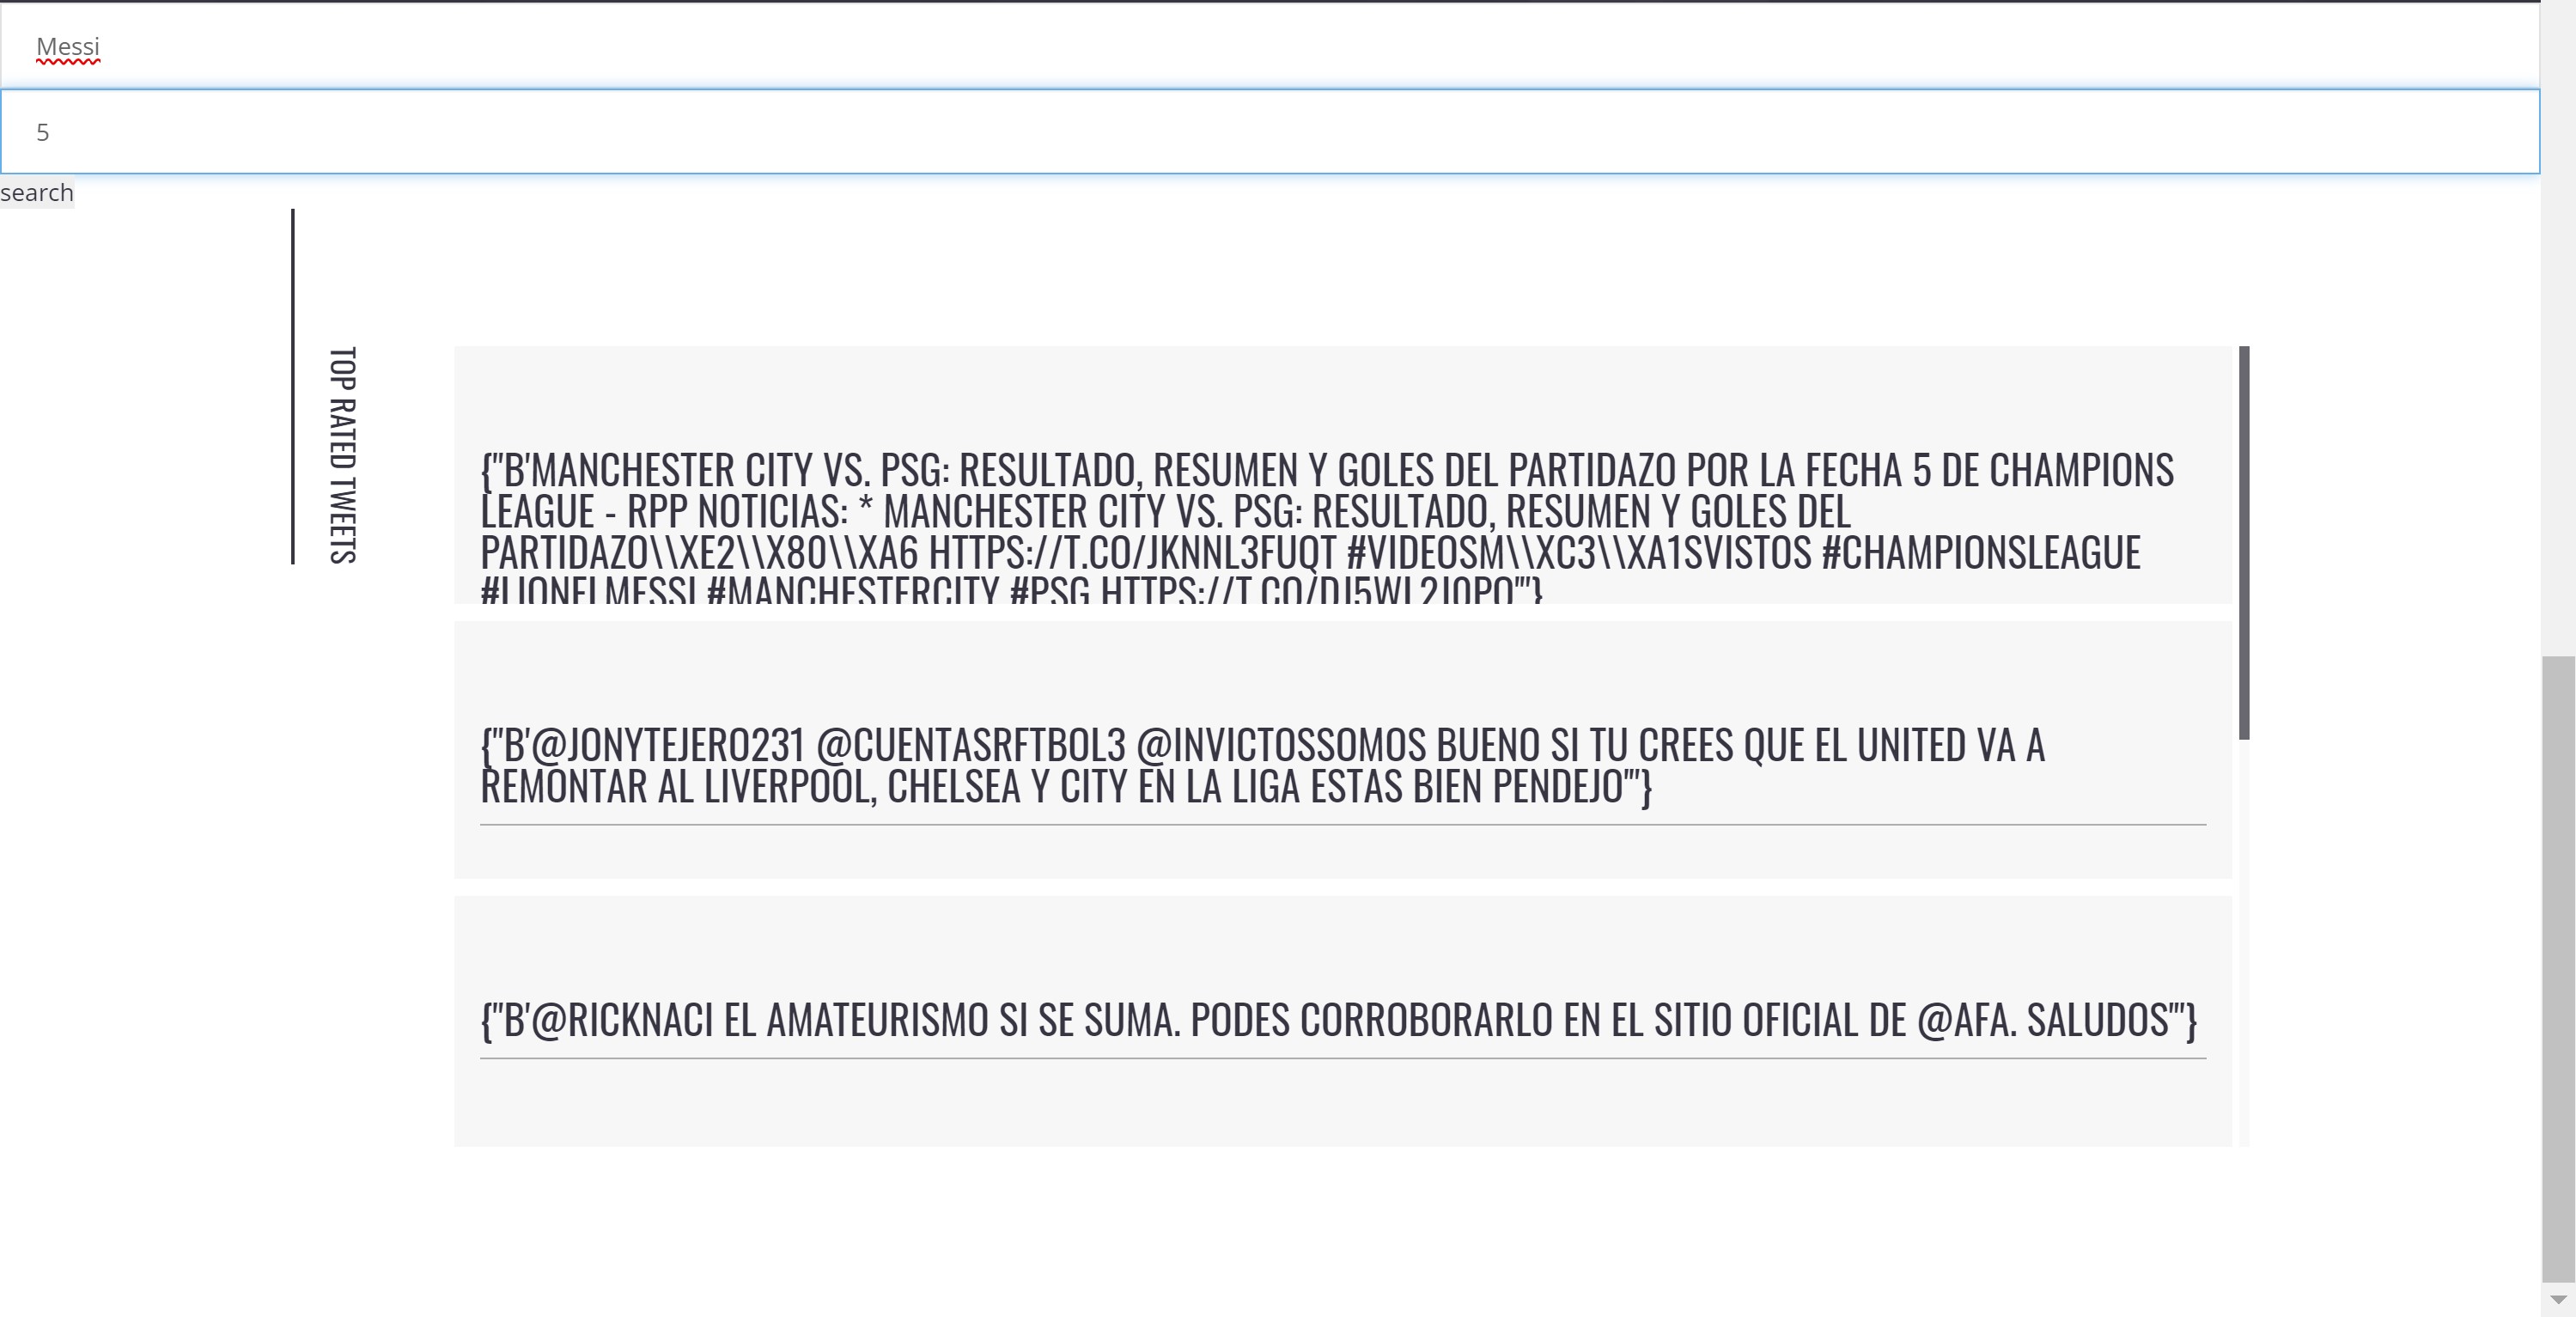 Messi
5
search
TOP RATED TWEETS
{"B'MANCHESTER CITY VS. PSG: RESULTADO, RESUMEN Y GOLES DEL PARTIDAZO POR LA FECHA 5 DE CHAMPIONS
LEAGUE - RPP NOTICIAS: * MANCHESTER CITY VS. PSG: RESULTADO, RESUMEN Y GOLES DEL
PARTIDAZO\\XE2\\X80\\XA6 HTTPS://T.CO/JKNNL3FUQT #VIDEOSM\\XC3\\XA1SVISTOS #CHAMPIONSLEAGUE
#LIONELMESSI #MANCHESTERCITY #PSG
{"B'@JONYTEJERO231 @CUENTASRFTBOL3 @INVICTOSSOMOS BUENO SI TU CREES QUE EL UNITED VA A
REMONTAR AL LIVERPOOL, CHELSEA Y CITY EN LA LIGA ESTAS BIEN PENDEJO'"}
{"B'@RICKNACI EL AMATEURISMO SI SE SUMA. PODES CORROBORARLO EN EL SITIO OFICIAL DE @AFA. SALUDOS'"}